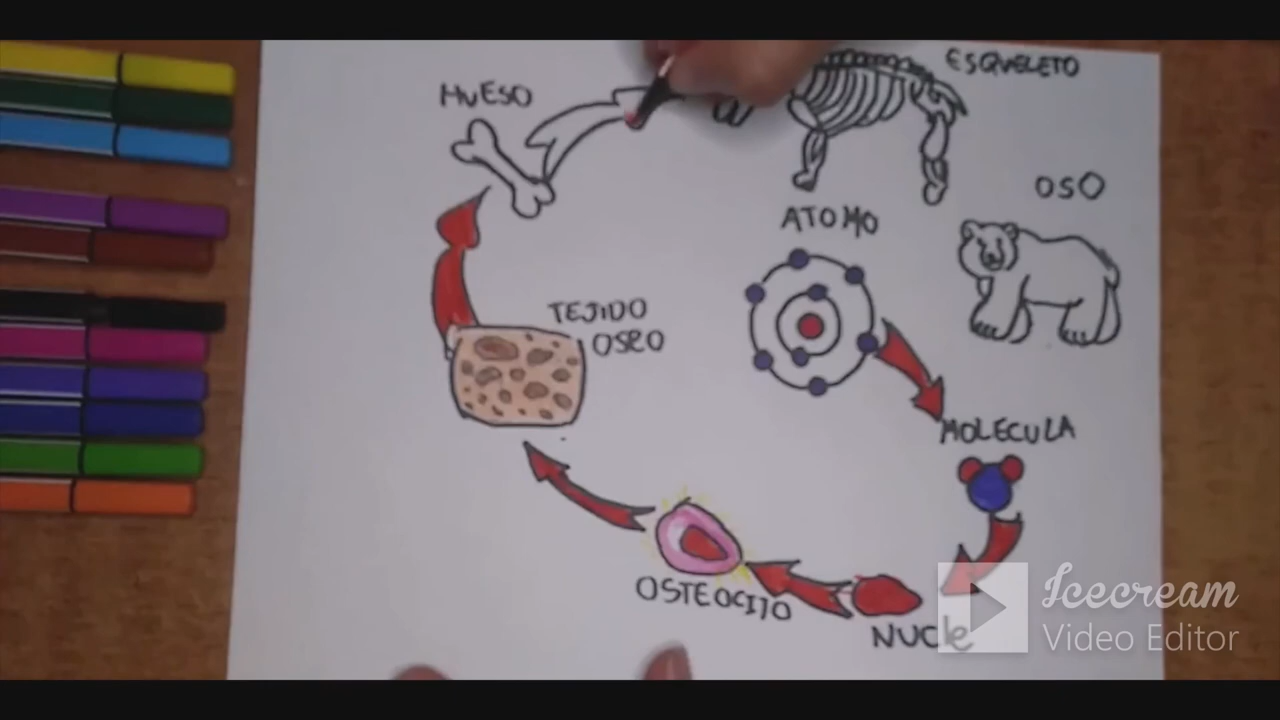 HUESO
ESQUELETO
OSO
ATOMO
TEJIDO
OSEO
MOLECULA
OSTEOCITO
Icecream
Video Editor